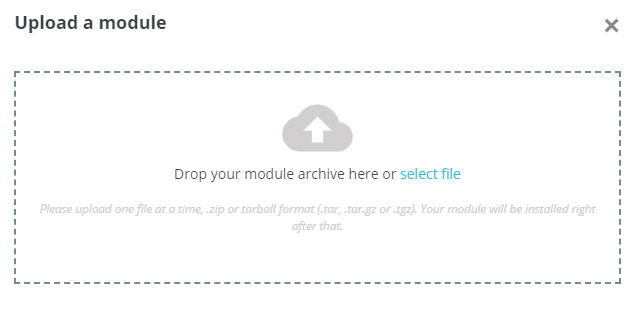 Upload a module
Drop your module archive here or select file
Please upload one file at a time, .zip or tarball format (.tar, .tar.gz or .tgz). Your module will be installed right
after that.